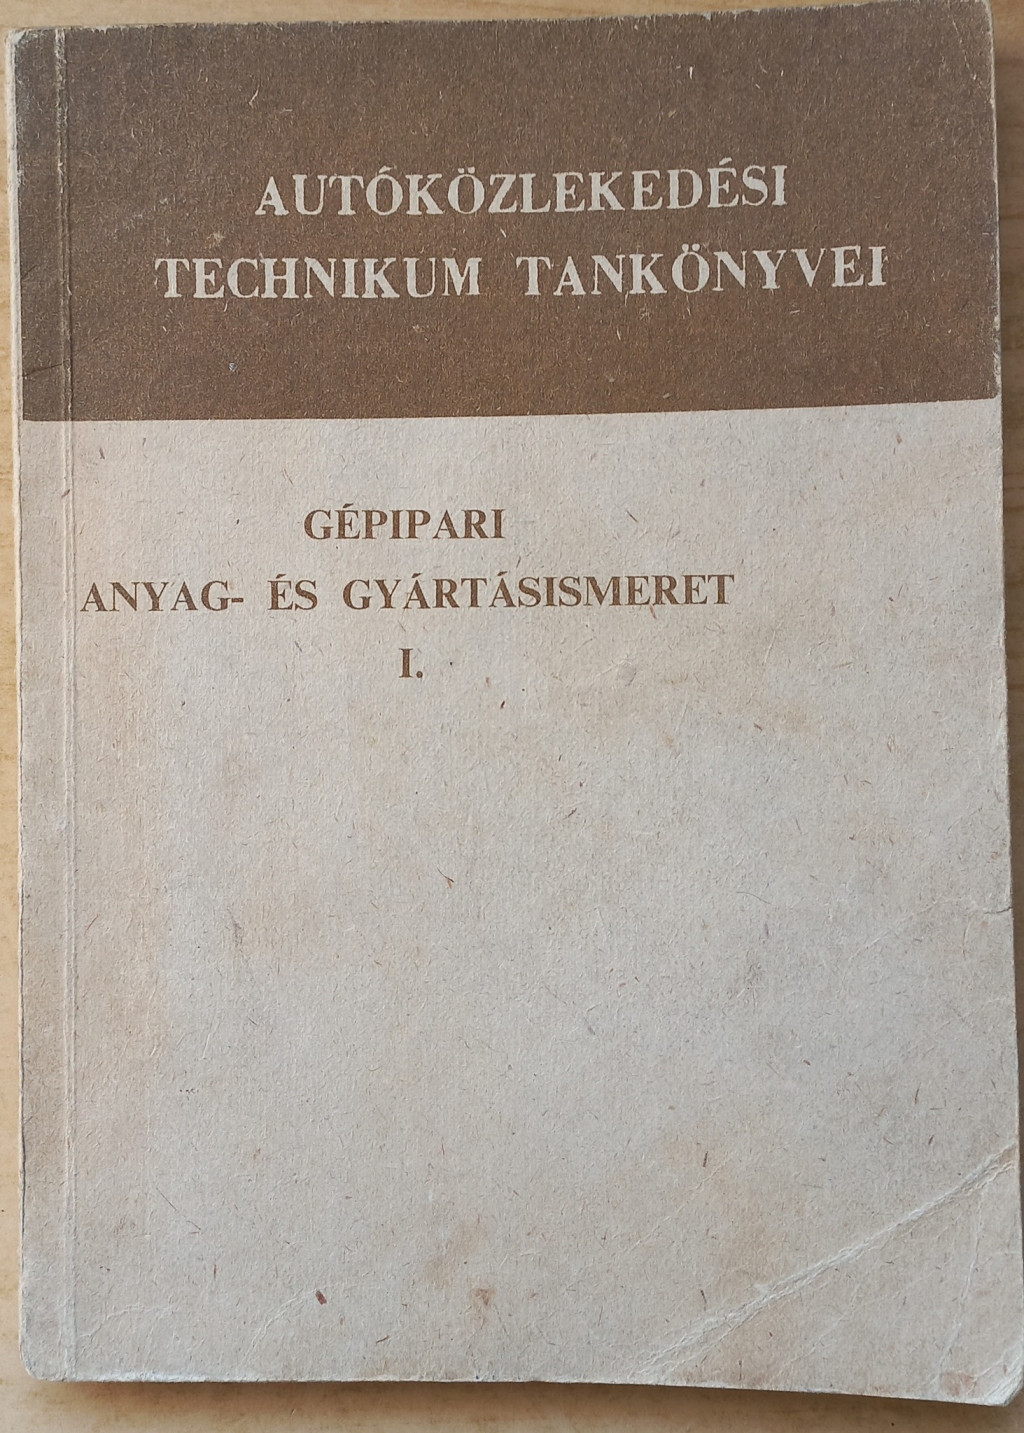 AUTÓKÖZLEKEDÉSI
TECHNIKUM TANKÖNYVEI
GÉPIPARI
ANYAG- ÉS GYÁRTÁSISMERET
I.